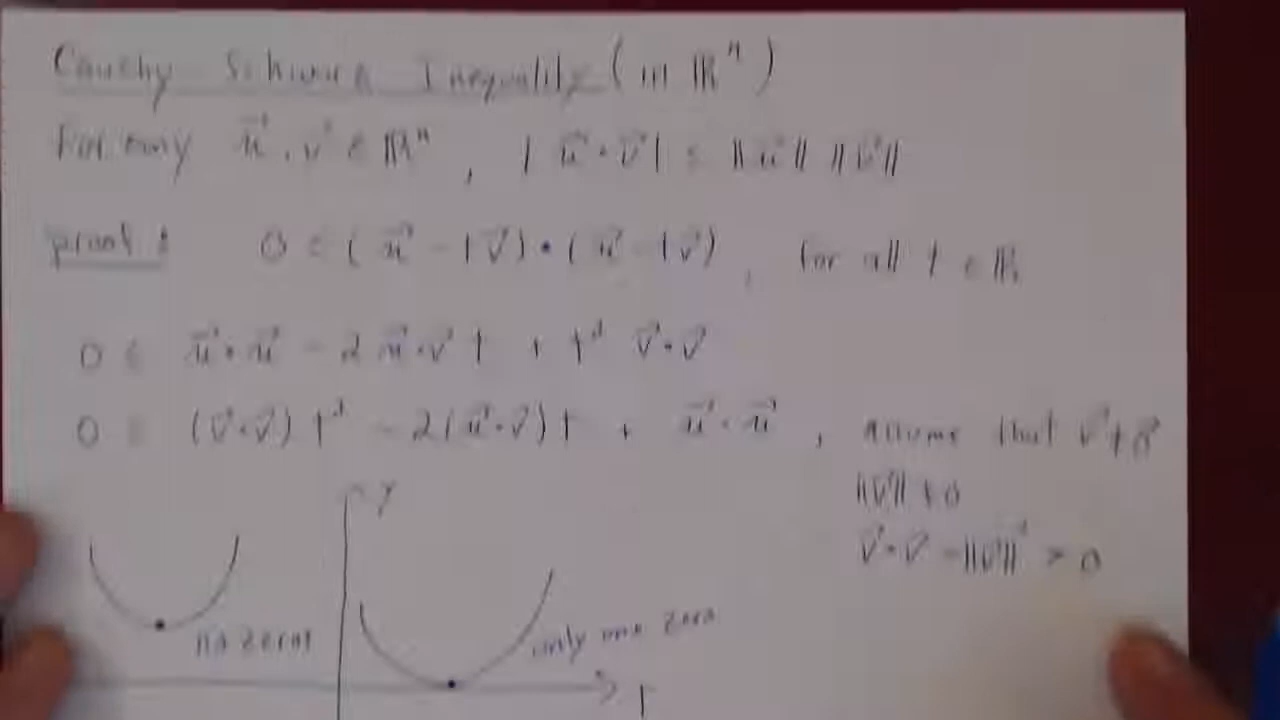 Cauchy Schwarz Inequality (in ℝⁿ)
For any u⃗, v⃗ ∈ ℝⁿ, |u⃗ · v⃗| ≤ ‖u⃗‖ ‖v⃗‖
proof: 0 ≤ (u⃗ - tv⃗) · (u⃗ - tv⃗), for all t ∈ ℝ
0 ≤ u⃗·u⃗ - 2 u⃗·v⃗ t + t² v⃗·v⃗
0 ≤ (v⃗·v⃗) t² - 2(u⃗·v⃗)t + u⃗·u⃗, assume that v⃗ ≠ 0⃗
‖v⃗‖ ≠ 0
v⃗·v⃗ = ‖v⃗‖² > 0
y
no zeros
only one zero
t